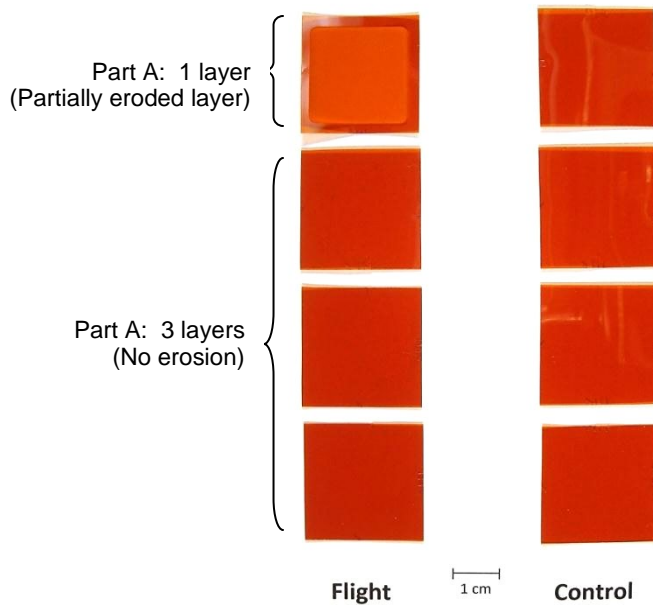 Part A:  1 layer
(Partially eroded layer)
Part A:  3 layers
(No erosion)
Flight
1 cm
Control